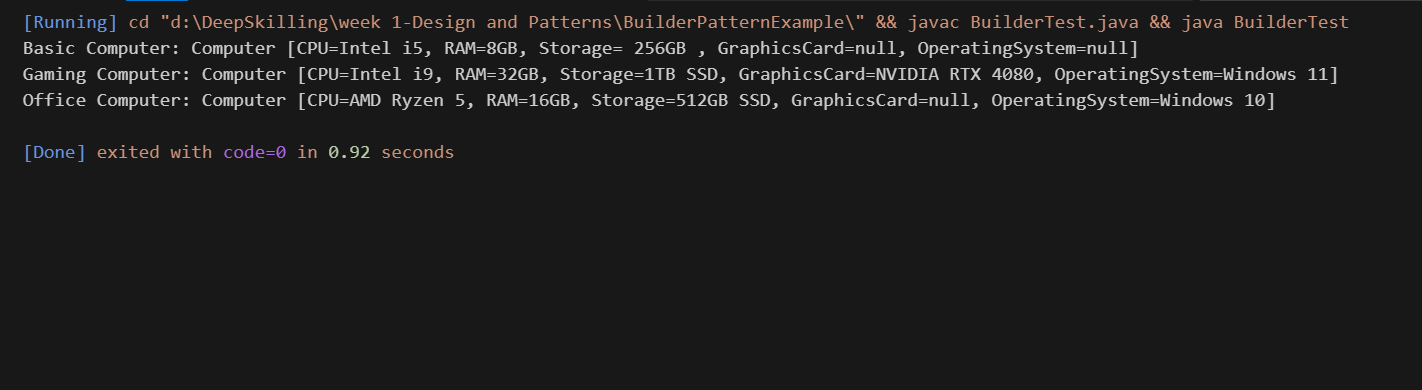 [Running] cd "d:\DeepSkilling\week 1-Design and Patterns\BuilderPatternExample\" && javac BuilderTest.java && java BuilderTest
Basic Computer: Computer [CPU=Intel i5, RAM=8GB, Storage= 256GB , GraphicsCard=null, OperatingSystem=null]
Gaming Computer: Computer [CPU=Intel i9, RAM=32GB, Storage=1TB SSD, GraphicsCard=NVIDIA RTX 4080, OperatingSystem=Windows 11]
Office Computer: Computer [CPU=AMD Ryzen 5, RAM=16GB, Storage=512GB SSD, GraphicsCard=null, OperatingSystem=Windows 10]
[Done] exited with code=0 in 0.92 seconds